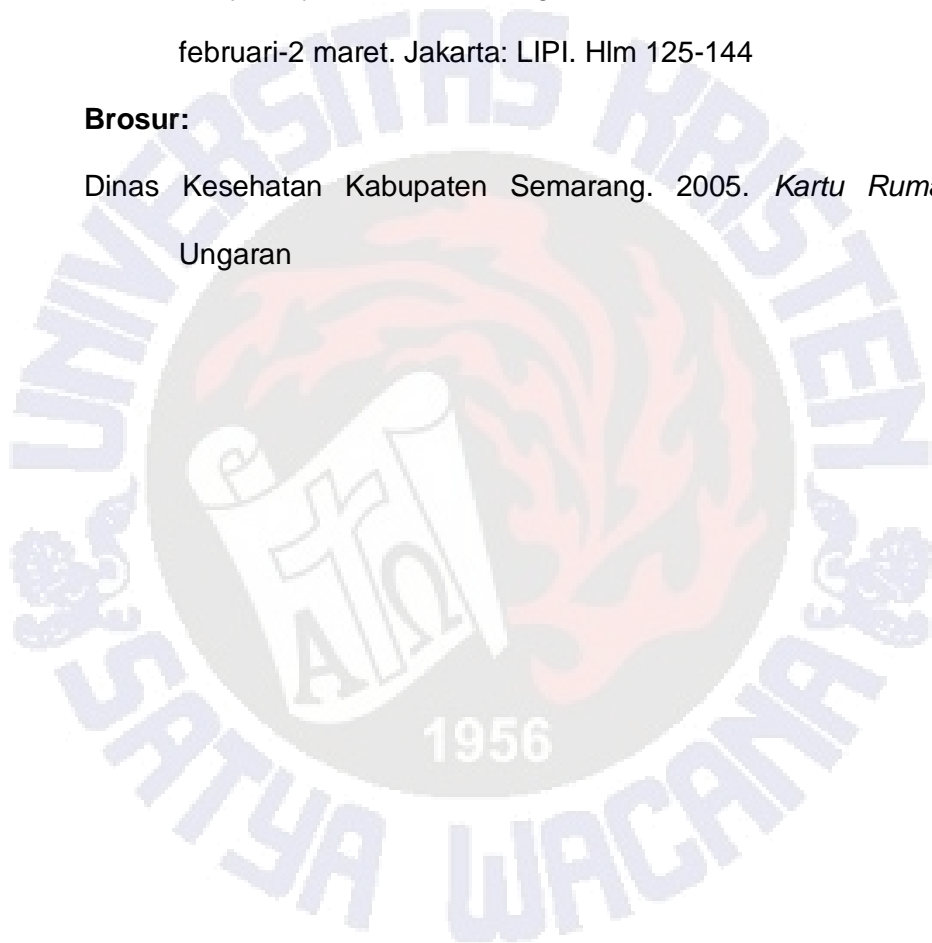 februari-2 maret. Jakarta: LIPI. Hlm 125-144
Brosur:
Dinas Kesehatan Kabupaten Semarang. 2005. Kartu
Ungaran
UNIVERSITAS KRISTEN
SATYA WACANA
Α Ω
1956